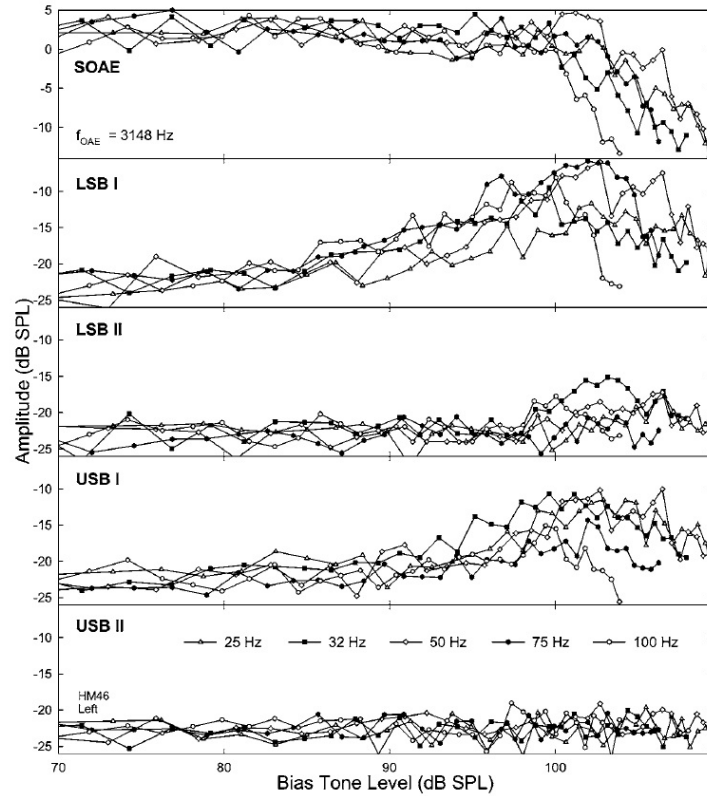 5
0
-5
-10
SOAE
fOAE = 3148 Hz
LSB I
-10
-15
-20
-25
LSB II
-10
-15
-20
-25
USB I
-10
-15
-20
-25
USB II
25 Hz 32 Hz 50 Hz 75 Hz 100 Hz
-10
-15
HM46
Left
-20
-25
70 80 90 100
Amplitude (dB SPL)
Bias Tone Level (dB SPL)